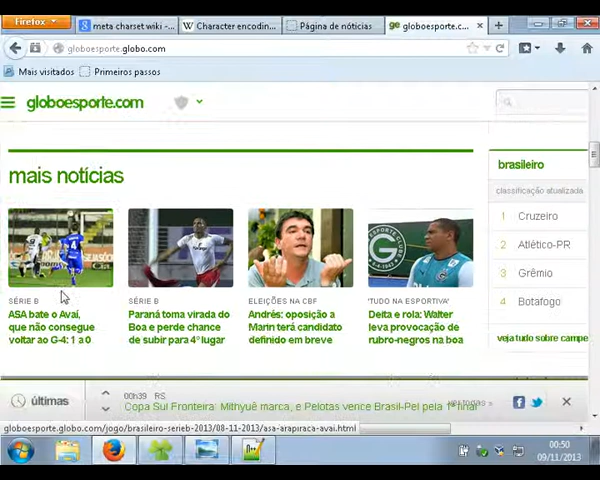 Firefox
meta charset wiki -...
Character encodin...
Página de nóticias
globoesporte.c...
globoesporte.globo.com
Mais visitados
Primeiros passos
globoesporte.com
mais notícias
SÉRIE B
ASA bate o Avaí,
que não consegue
voltar ao G-4: 1 a 0
SÉRIE B
Paraná toma virada do
Boa e perde chance
de subir para 4º lugar
ELEIÇÕES NA CBF
Andrés: oposição a
Marin terá candidato
definido em breve
'TUDO NA ESPORTIVA'
Deita e rola: Walter
leva provocação de
rubro-negros na boa
brasileiro
classificação atualizada
1 Cruzeiro
2 Atlético-PR
3 Grêmio
4 Botafogo
veja tudo sobre campe
últimas
00h39 RS
Copa Sul Fronteira: Mithyuê marca, e Pelotas vence Brasil-Pel pela 1ª final
veja todas »
globoesporte.globo.com/jogo/brasileiro-serieb-2013/08-11-2013/asa-arapiraca-avai.html
00:50
09/11/2013